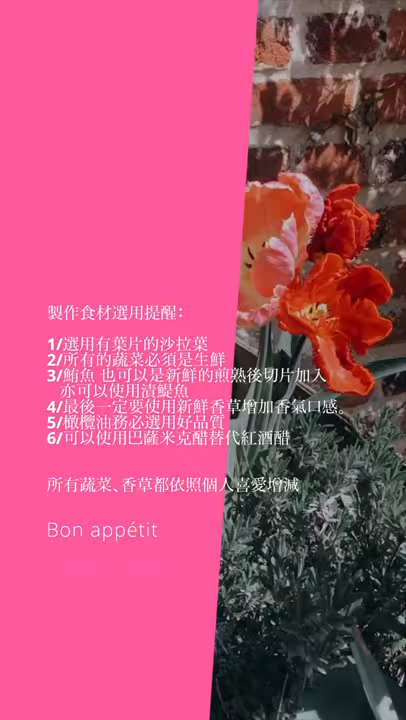 製作食材選用提醒：
1/選用有葉片的沙拉葉
2/所有的蔬菜必須是生鮮
3/鮪魚 也可以是新鮮的煎熟後切片加入
亦可以使用漬鯷魚
4/最後一定要使用新鮮香草增加香氣口感。
5/橄欖油務必選用好品質
6/可以使用巴薩米克醋替代紅酒醋
所有蔬菜、香草都依照個人喜愛增減
Bon appétit